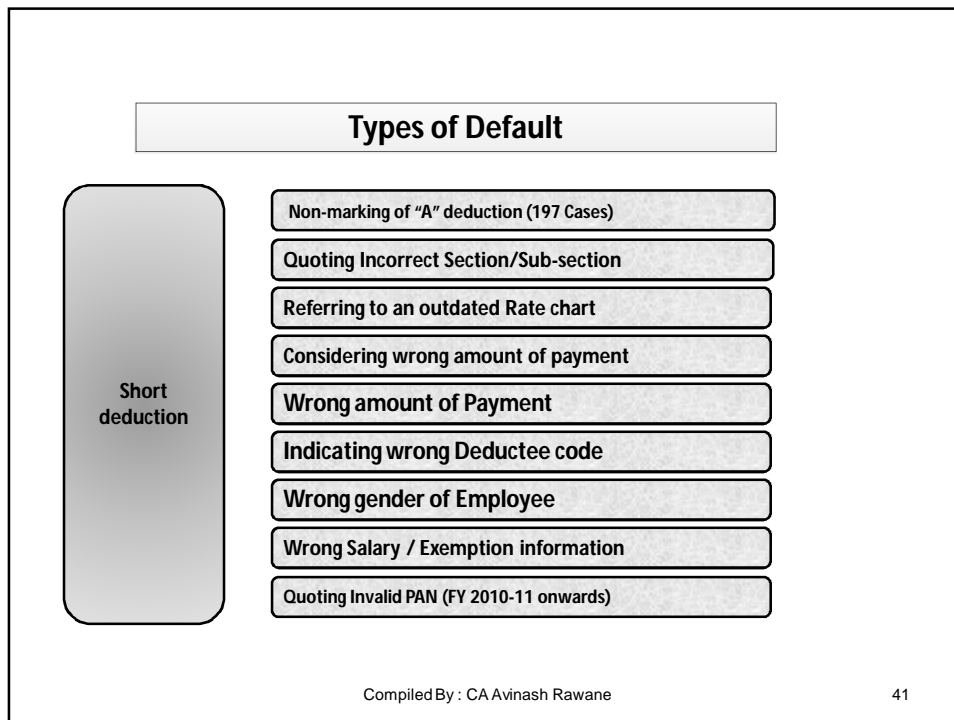 Types of Default
Short
deduction
Non-marking of “A” deduction (197 Cases)
Quoting Incorrect Section/Sub-section
Referring to an outdated Rate chart
Considering wrong amount of payment
Wrong amount of Payment
Indicating wrong Deductee code
Wrong gender of Employee
Wrong Salary / Exemption information
Quoting Invalid PAN (FY 2010-11 onwards)
Compiled By : CA Avinash Rawane
41